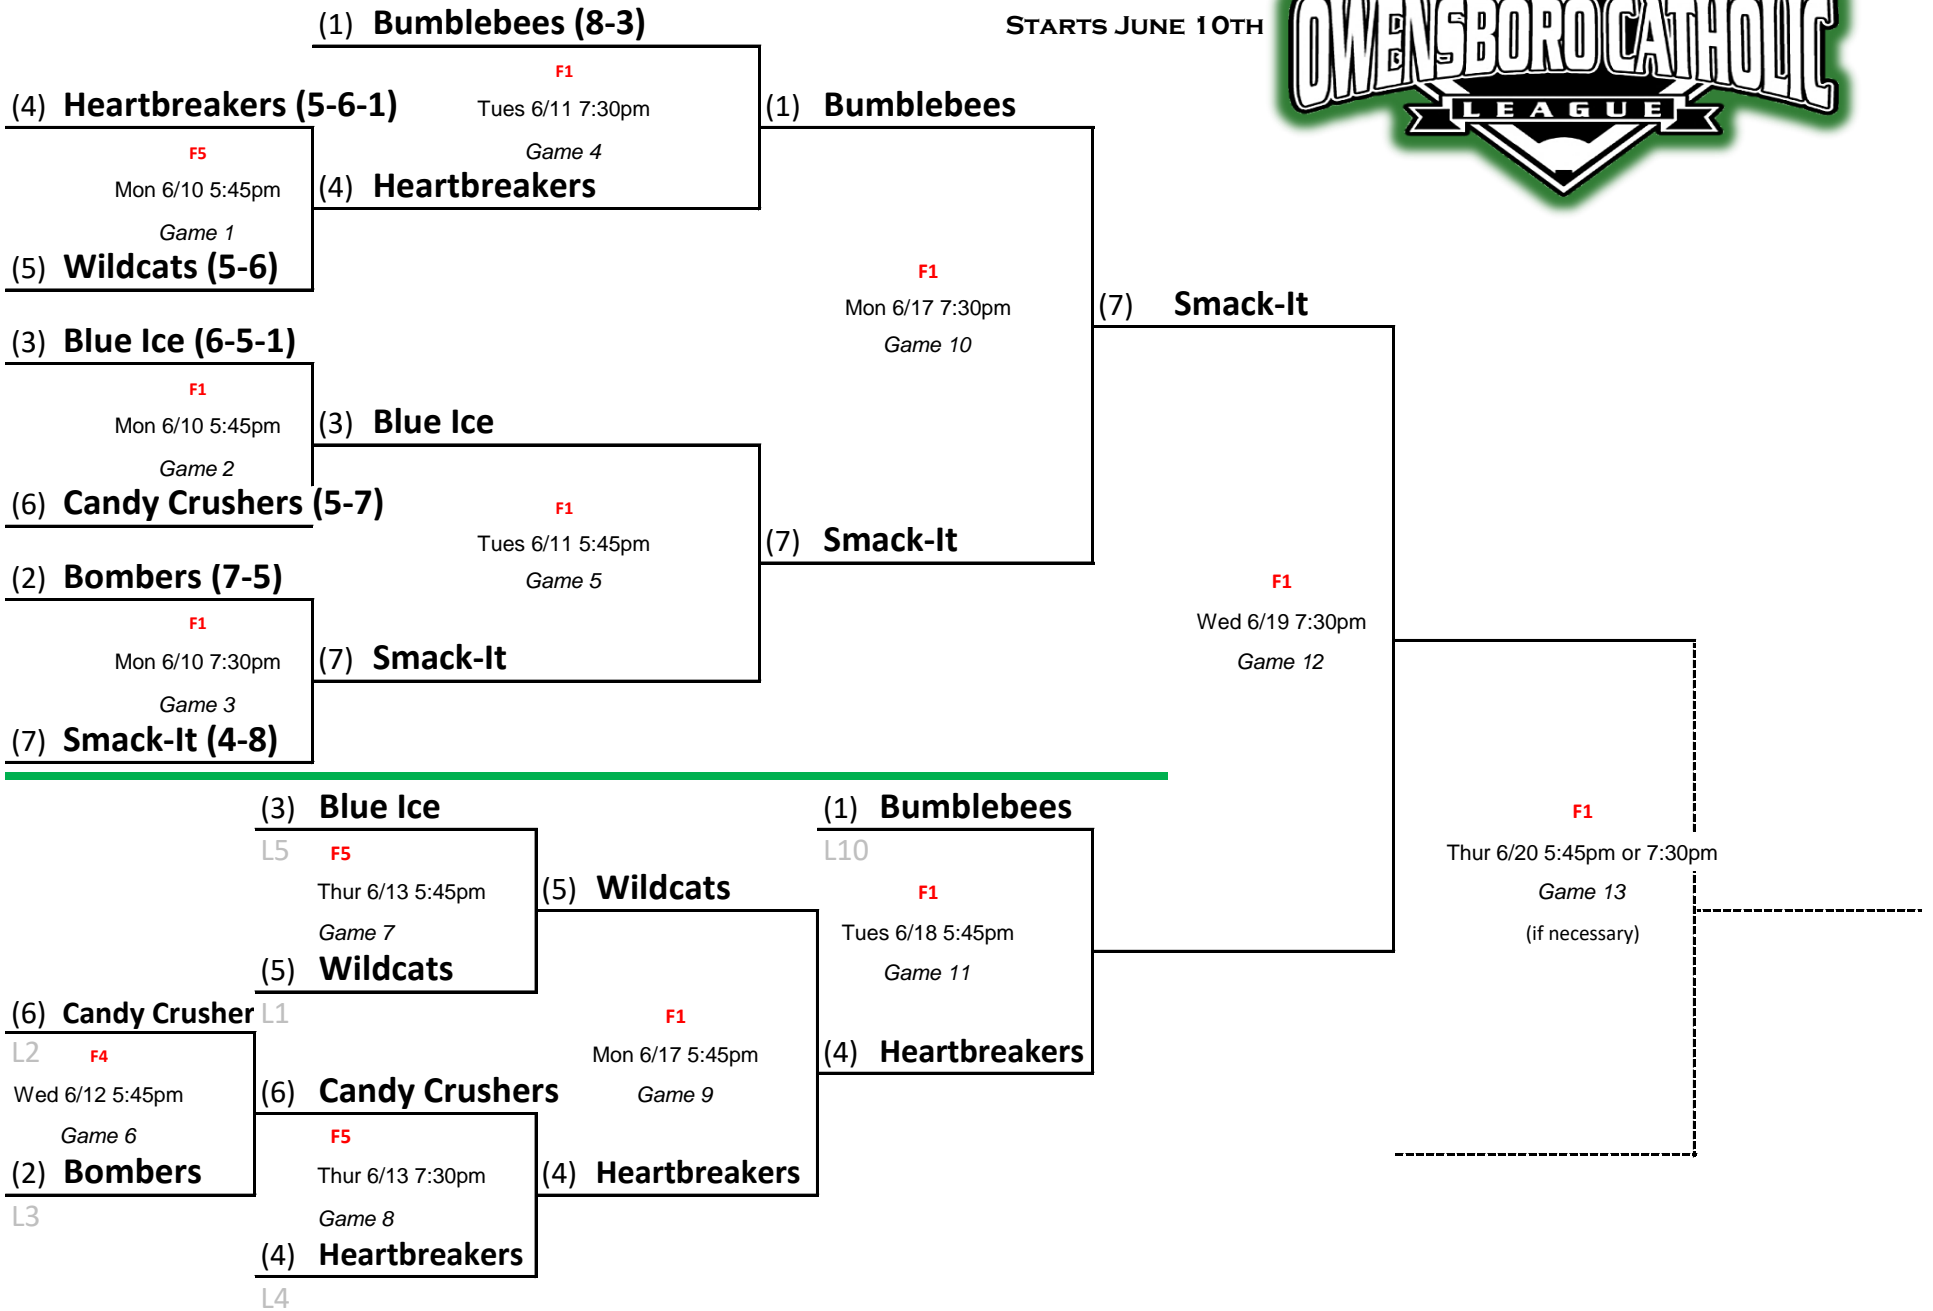 (1) Bumblebees (8-3)
STARTS JUNE 10TH
OWENSBORO CATHOLIC
LEAGUE
F1
(4) Heartbreakers (5-6-1)
Tues 6/11 7:30pm
(1) Bumblebees
F5
Game 4
Mon 6/10 5:45pm
(4) Heartbreakers
Game 1
(5) Wildcats (5-6)
F1
Mon 6/17 7:30pm
(7) Smack-It
(3) Blue Ice (6-5-1)
Game 10
F1
Mon 6/10 5:45pm
(3) Blue Ice
Game 2
(6) Candy Crushers (5-7)
F1
Tues 6/11 5:45pm
(7) Smack-It
(2) Bombers (7-5)
Game 5
F1
F1
Wed 6/19 7:30pm
Mon 6/10 7:30pm
(7) Smack-It
Game 12
Game 3
(7) Smack-It (4-8)
(3) Blue Ice
(1) Bumblebees
F1
L5 F5
L10
Thur 6/20 5:45pm or 7:30pm
Thur 6/13 5:45pm
(5) Wildcats
F1
Game 13
Game 7
Tues 6/18 5:45pm
(if necessary)
(5) Wildcats
Game 11
(6) Candy Crusher
L1
F1
L2 F4
Mon 6/17 5:45pm
(4) Heartbreakers
Wed 6/12 5:45pm
(6) Candy Crushers
Game 9
Game 6
F5
(2) Bombers
Thur 6/13 7:30pm
(4) Heartbreakers
L3
Game 8
(4) Heartbreakers
L4